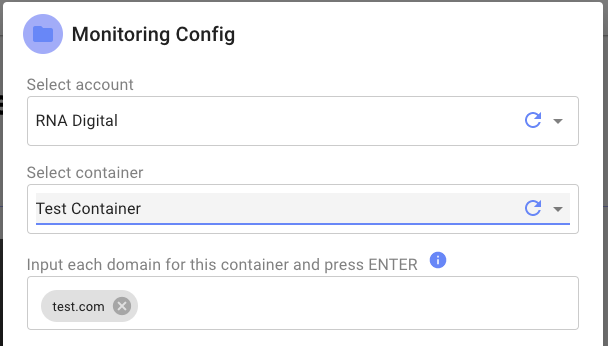 Monitoring Config
Select account
RNA Digital
Select container
Test Container
Input each domain for this container and press ENTER
test.com